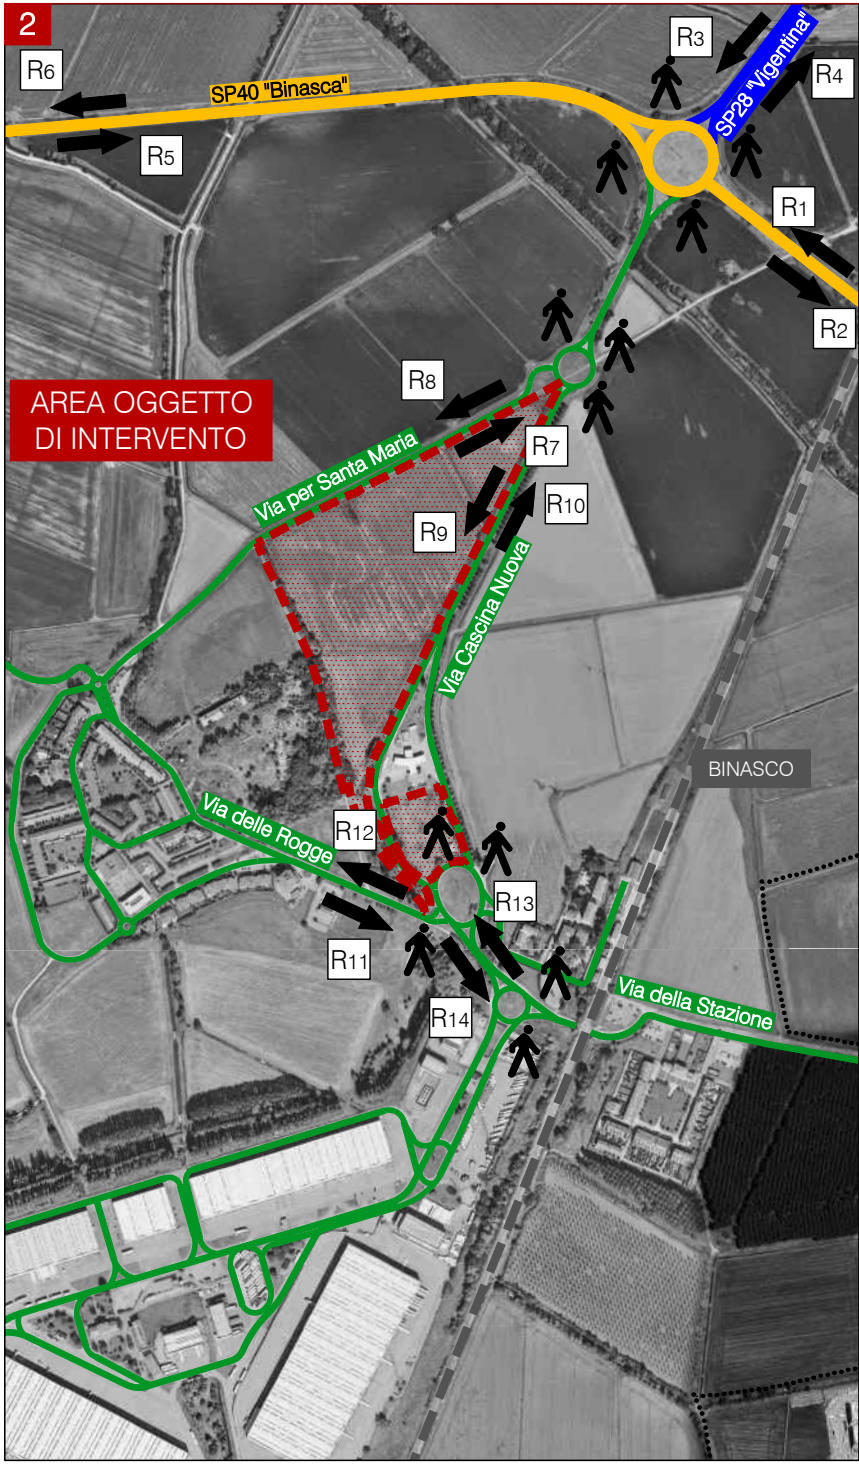 2
R3
R6
R4
SP40 "Binasca"
SP28 "Vigentina"
R5
R1
R2
R8
AREA OGGETTO
DI INTERVENTO
R7
Via per Santa Maria
R10
R9
Via Cascina Nuova
BINASCO
Via delle Rogge
R12
R13
R11
R14
Via della Stazione